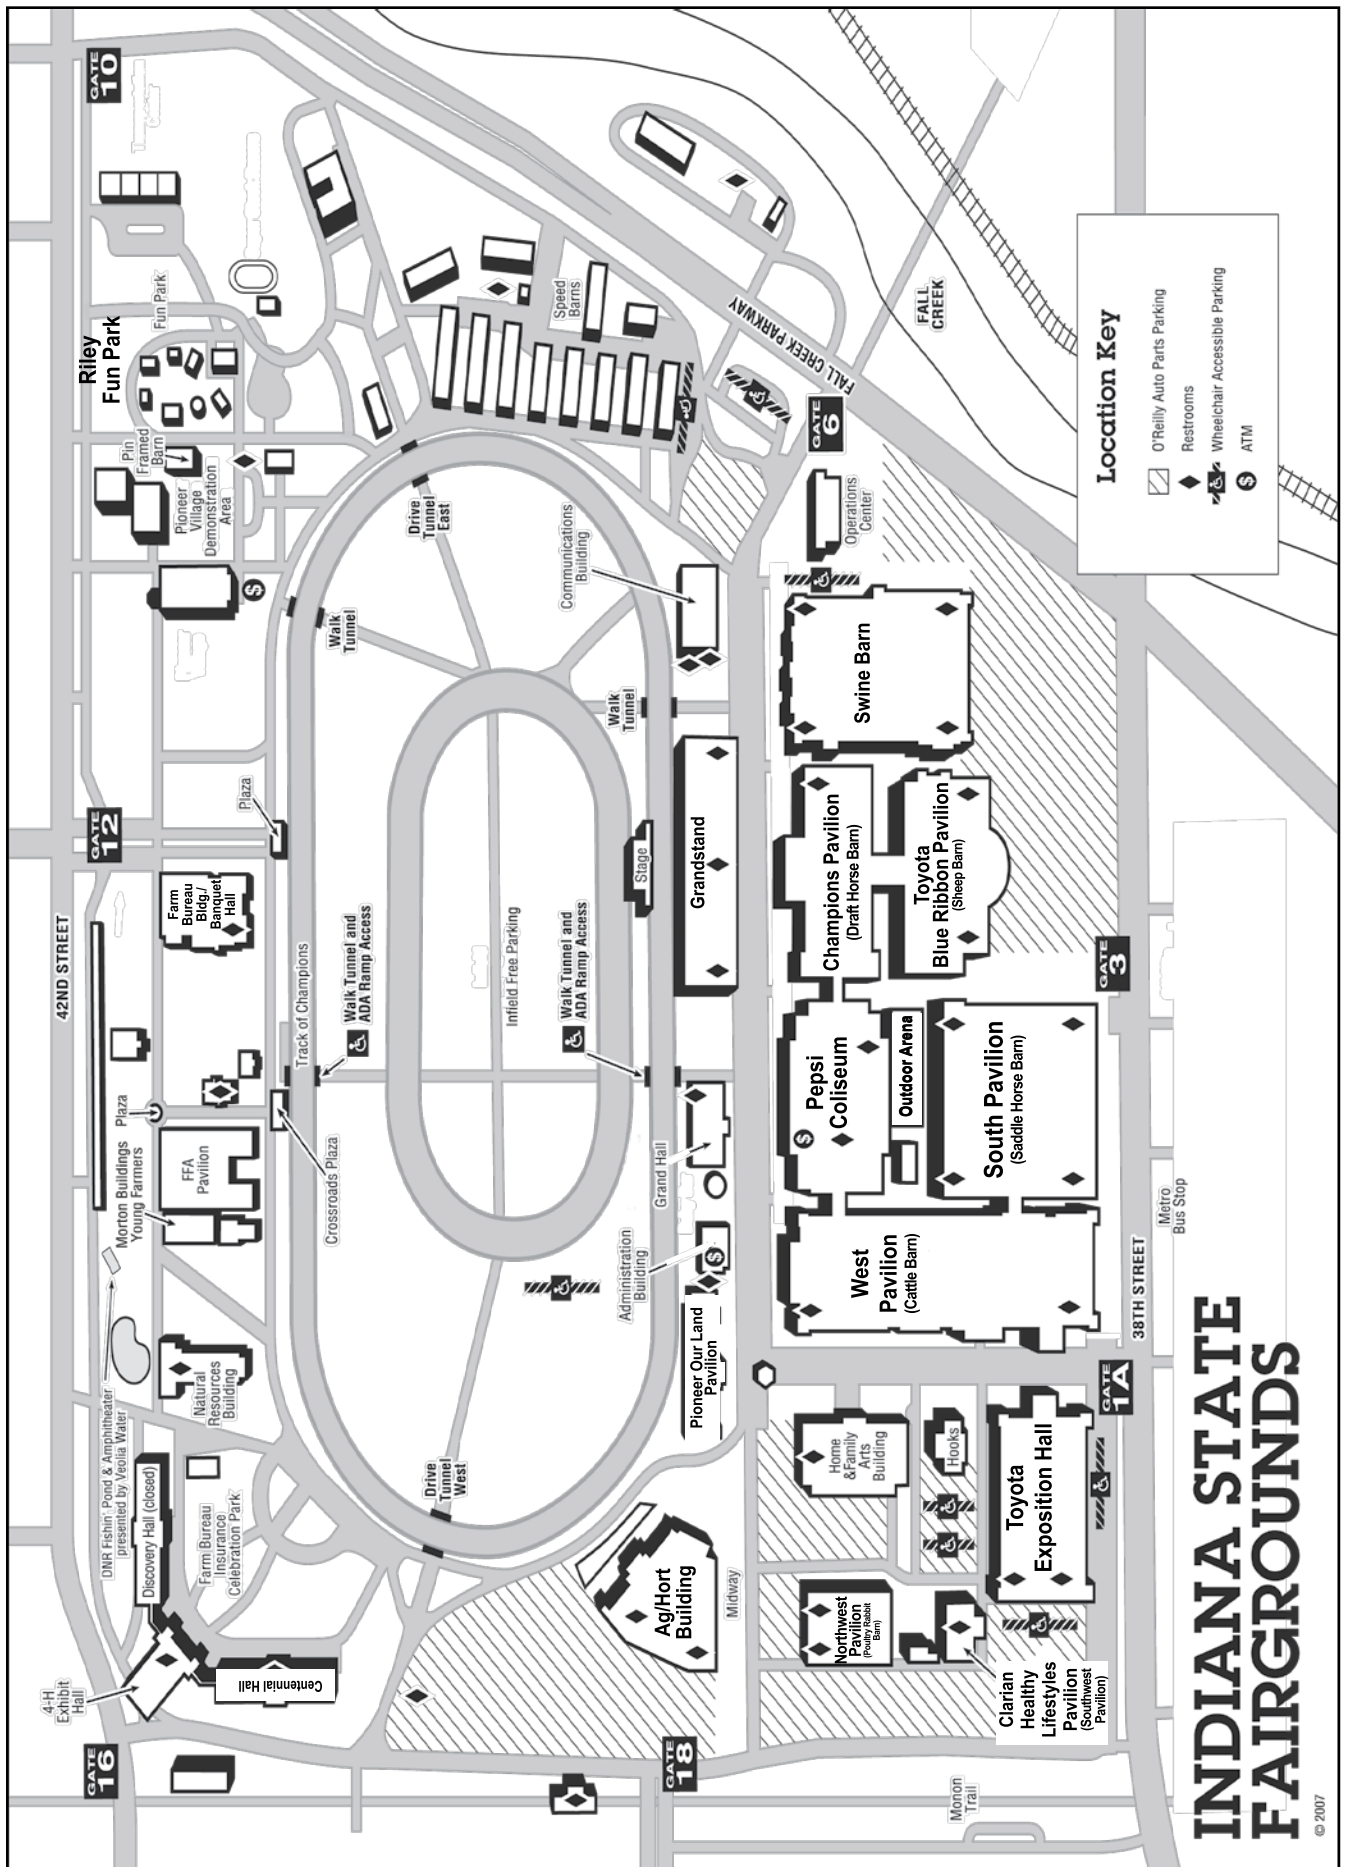 GATE
10
Riley
Fun Park
Fun Park
Pin
Framed
Barn
Pioneer
Village
Demonstration
Area
Speed
Barns
FALL CREEK PARKWAY
FALL
CREEK
GATE
6
Location Key
O'Reilly Auto Parts Parking
Restrooms
Wheelchair Accessible Parking
$ ATM
Drive
Tunnel
East
Communications
Building
Operations
Center
$
Walk
Tunnel
Walk
Tunnel
Swine Barn
GATE
12
Plaza
Farm
Bureau
Bldg./
Banquet
Hall
42ND STREET
Track of Champions
Walk Tunnel and
ADA Ramp Access
Infield Free Parking
Walk Tunnel and
ADA Ramp Access
Stage
Grandstand
Champions Pavilion
(Draft Horse Barn)
Toyota
Blue Ribbon Pavilion
(Sheep Barn)
GATE
3
Plaza
Morton Buildings
Young Farmers
FFA
Pavilion
Crossroads Plaza
Grand Hall
Administration
Building
$
Pioneer Our Land
Pavilion
Pepsi
Coliseum
$
Outdoor Arena
South Pavilion
(Saddle Horse Barn)
West
Pavilion
(Cattle Barn)
Metro
Bus Stop
38TH STREET
GATE
1A
DNR Fishin' Pond & Amphitheater
presented by Veolia Water
Natural
Resources
Building
Discovery Hall (closed)
Farm Bureau
Insurance
Celebration Park
Drive
Tunnel
West
Home
& Family
Arts
Building
Hooks
Toyota
Exposition Hall
4-H
Exhibit
Hall
Centennial Hall
Ag/Hort
Building
Midway
Northwest
Pavilion
(Poultry Rabbit
Barn)
Clarian
Healthy
Lifestyles
Pavilion
(Southwest
Pavilion)
GATE
16
GATE
18
Monon
Trail
INDIANA STATE
FAIRGROUNDS
© 2007